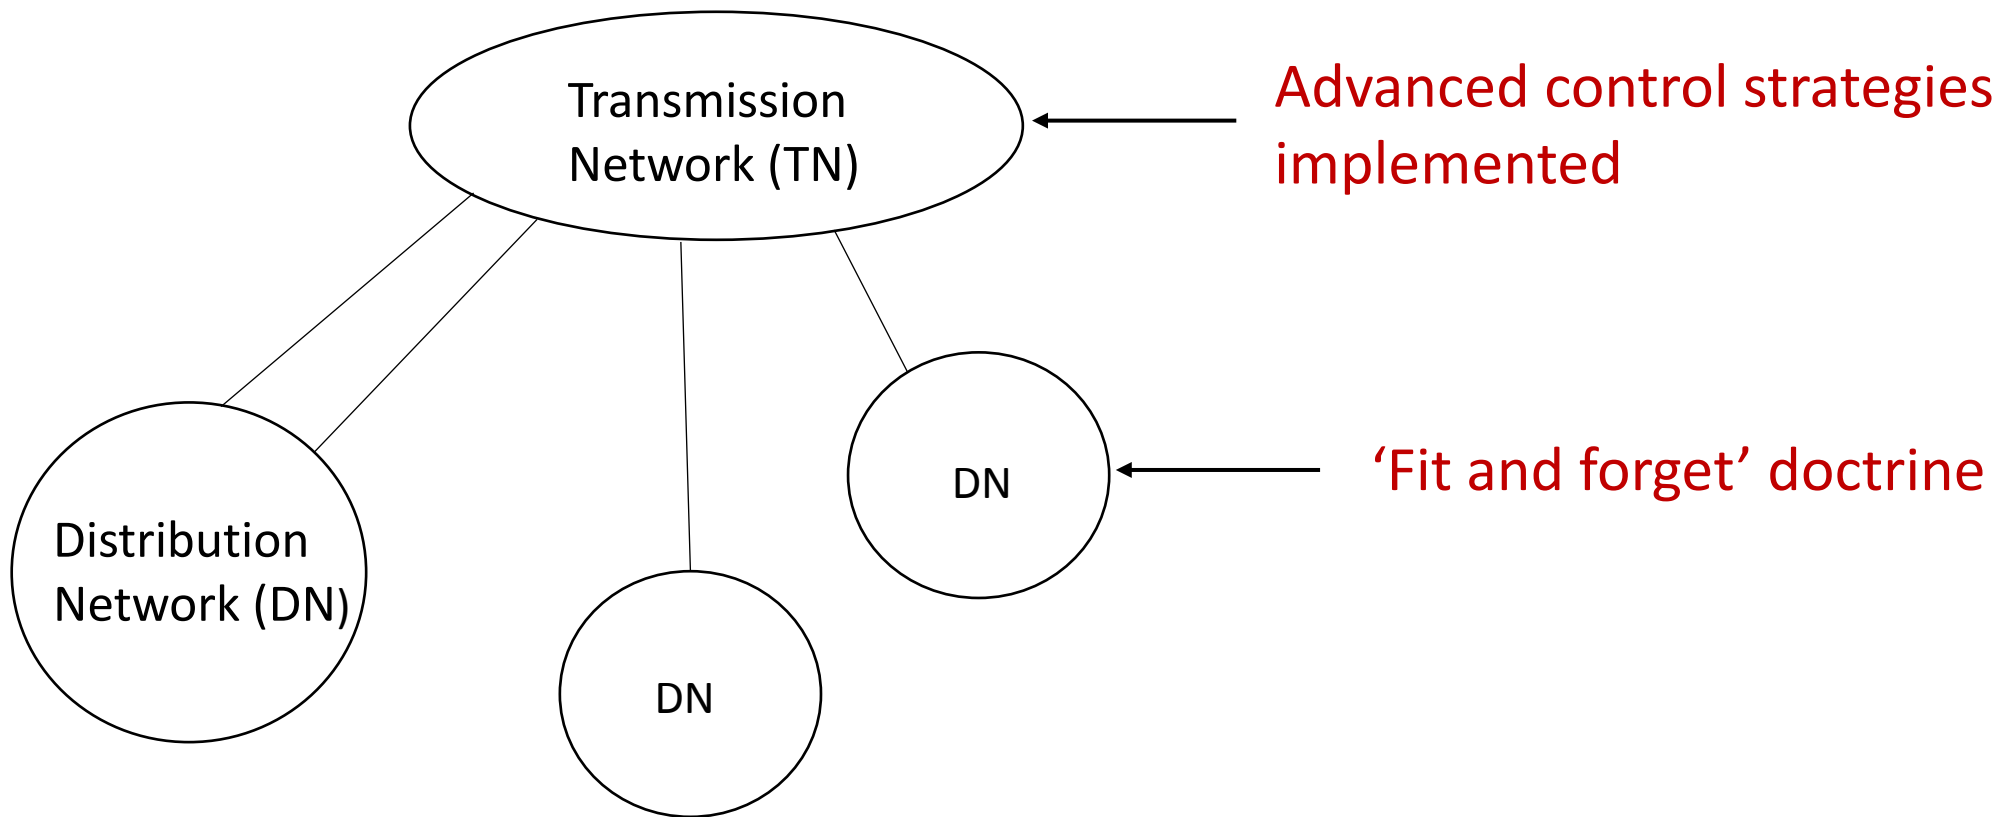 Transmission
Network (TN)
Advanced control strategies
implemented
DN
‘Fit and forget’ doctrine
Distribution
Network (DN)
DN